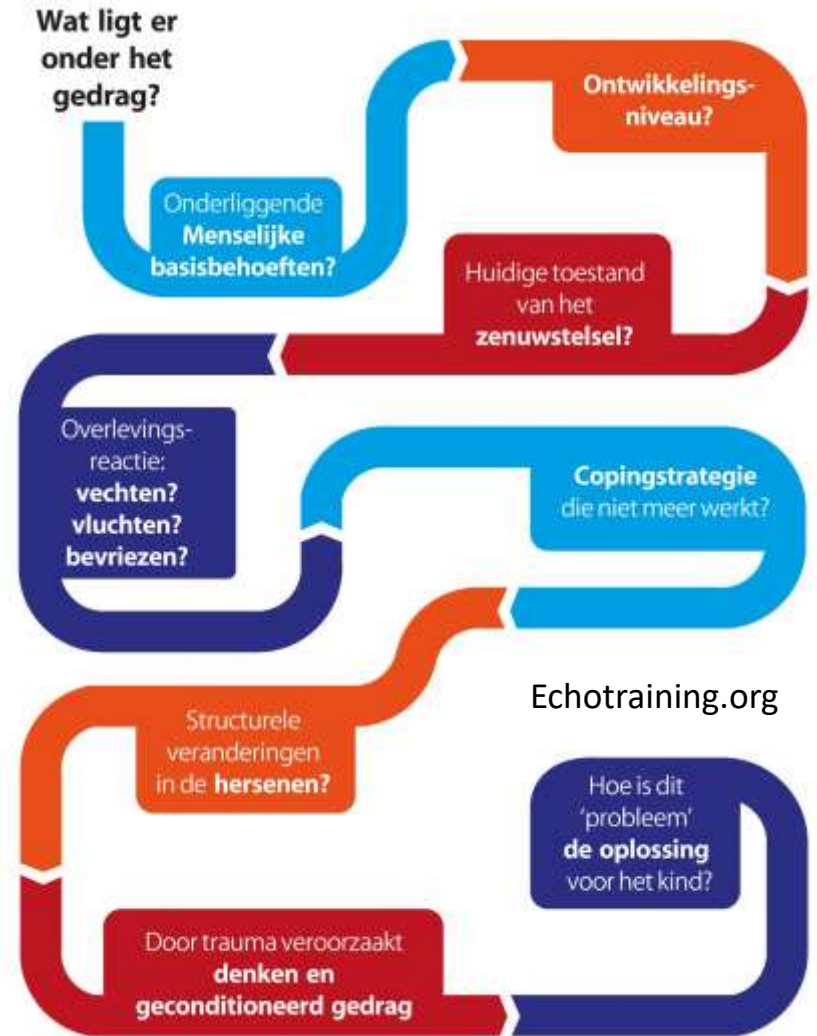 Wat ligt er
onder het
gedrag?
Onderliggende
Menselijke
basisbehoeften?
Ontwikkelings-
niveau?
Huidige toestand
van het
zenuwstelsel?
Overlevings-
reactie:
vechten?
vluchten?
bevriezen?
Copingstrategie
die niet meer werkt?
Structurele
veranderingen
in de hersenen?
Door trauma veroorzaakt
denken en
geconditioneerd gedrag
Hoe is dit
‘probleem’
de oplossing
voor het kind?
Echotraining.org